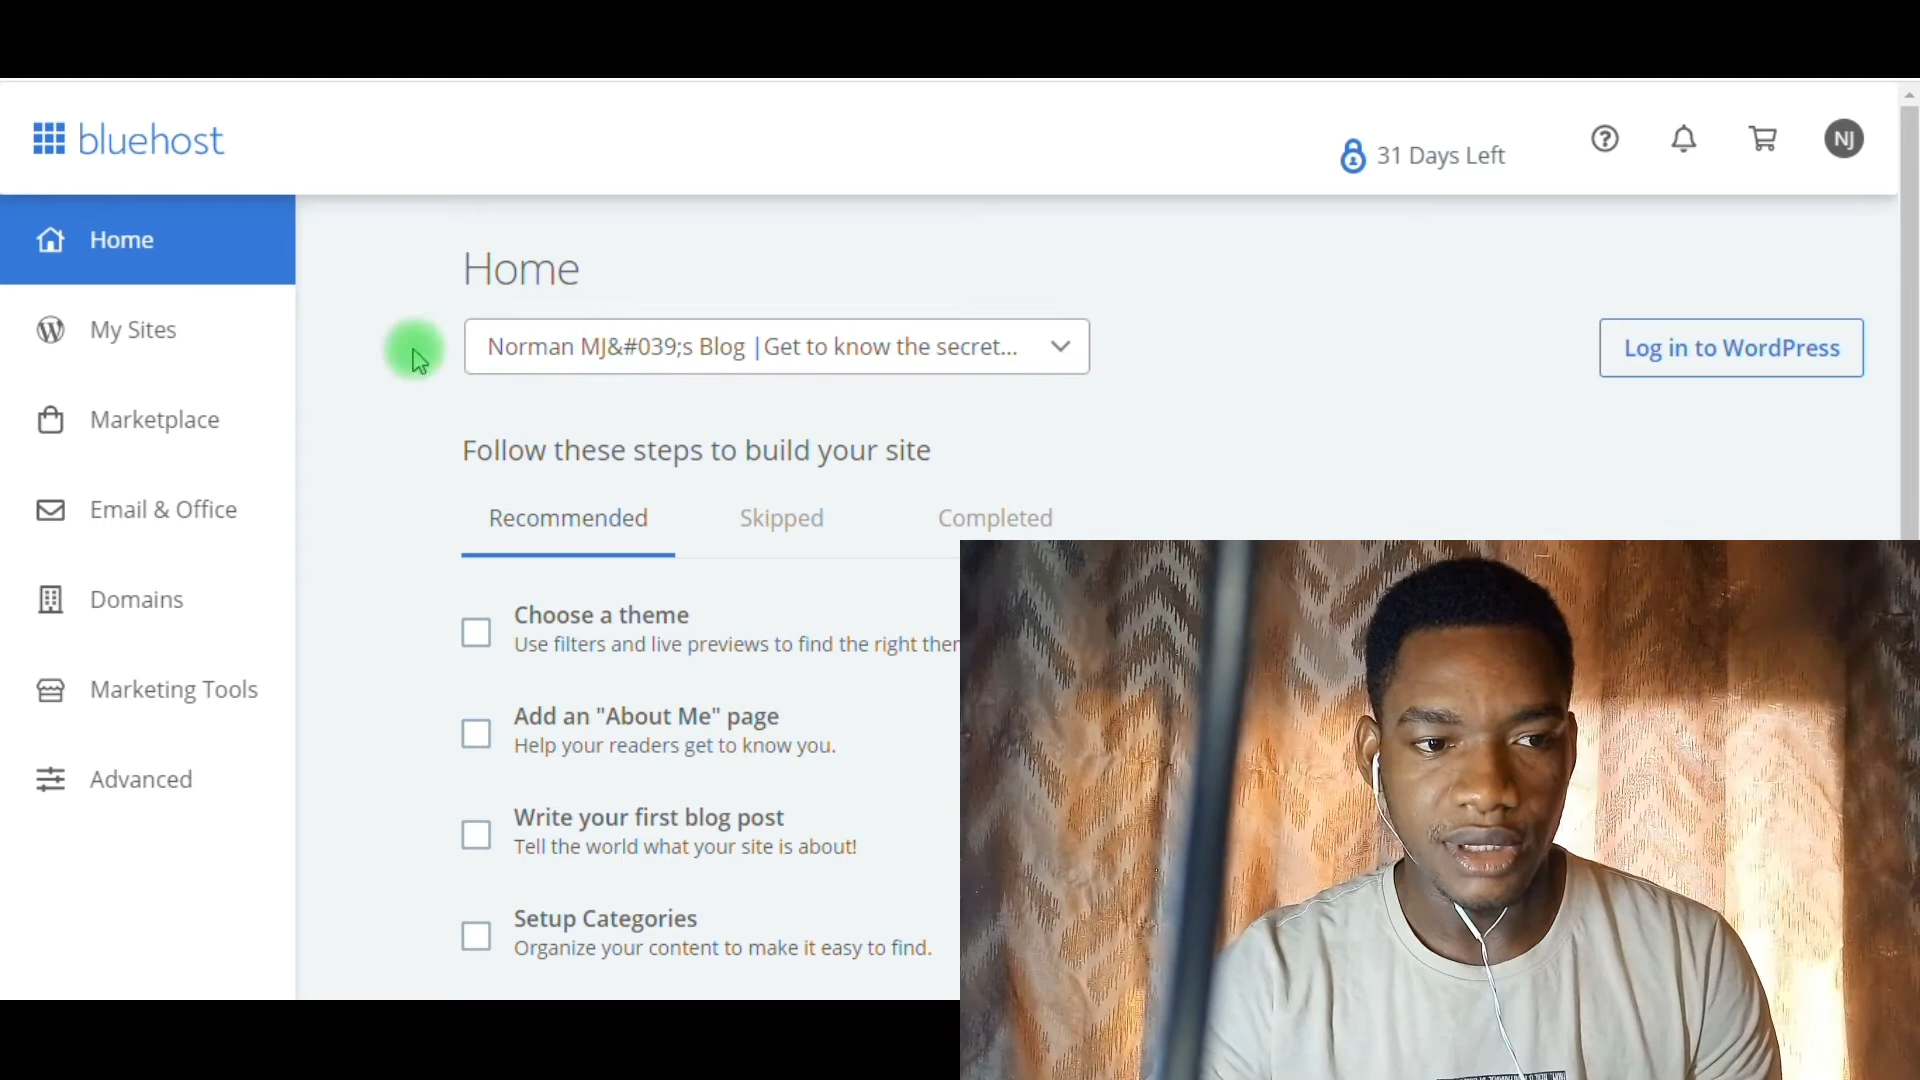 bluehost
31 Days Left
NJ
Home
My Sites
Marketplace
Email & Office
Domains
Marketing Tools
Advanced
Home
Norman MJ&#039;s Blog |Get to know the secret...
Log in to WordPress
Follow these steps to build your site
Recommended
Skipped
Completed
Choose a theme
Use filters and live previews to find the right
Add an "About Me" page
Help your readers get to know you.
Write your first blog post
Tell the world what your site is about!
Setup Categories
Organize your content to make it easy to find.